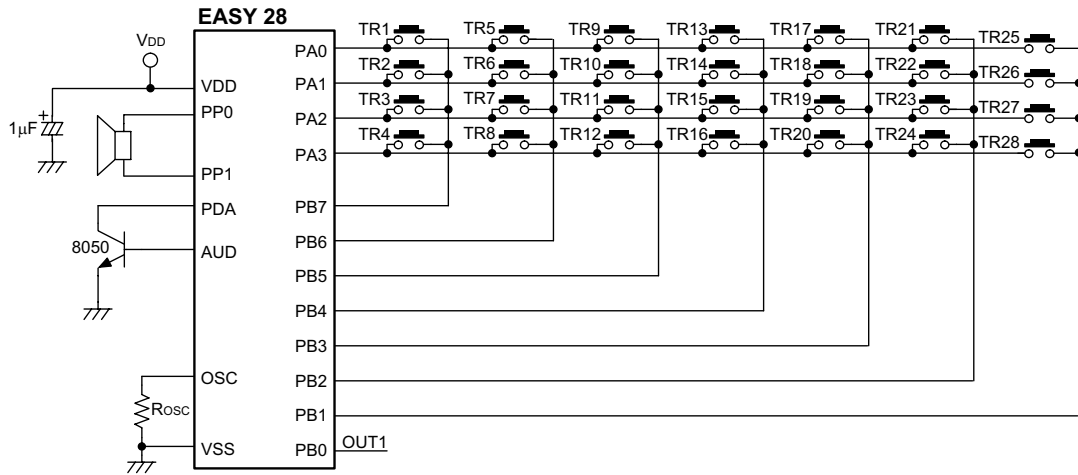 EASY 28
VDD
1µF
+
8050
ROSC
VDD
PP0
PP1
PDA
AUD
OSC
VSS
PA0
PA1
PA2
PA3
PB7
PB6
PB5
PB4
PB3
PB2
PB1
PB0
OUT1
TR1 TR5 TR9 TR13 TR17 TR21 TR25
TR2 TR6 TR10 TR14 TR18 TR22 TR26
TR3 TR7 TR11 TR15 TR19 TR23 TR27
TR4 TR8 TR12 TR16 TR20 TR24 TR28